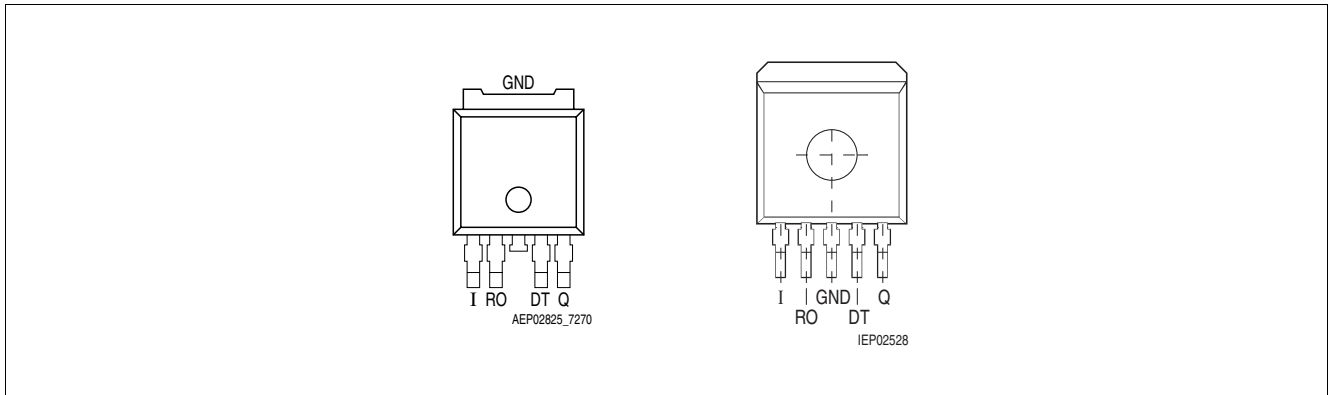 GND
I RO DT Q
AEP02825_7270
I GND Q
RO DT
IEP02528